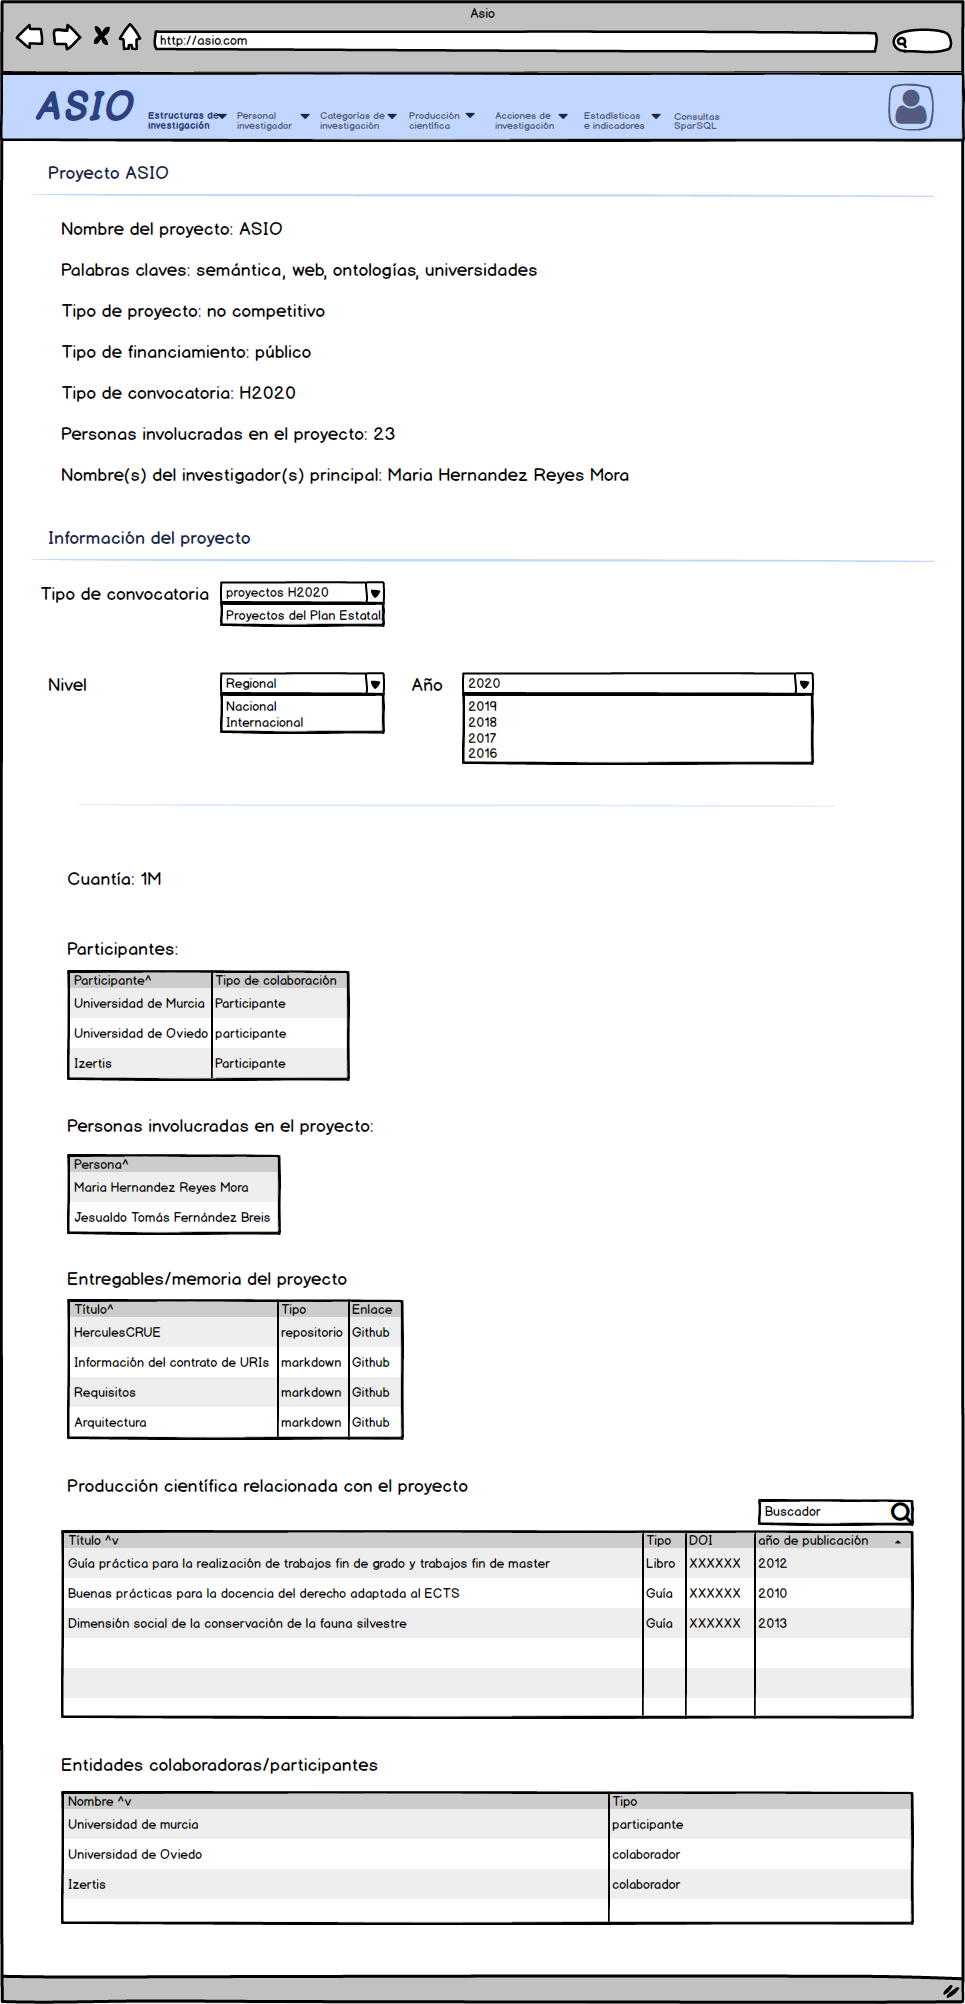 Asio
http://asio.com
ASIO
Estructuras de investigación
Personal investigador
Categorías de investigación
Producción científica
Acciones de investigación
Estadísticas e indicadores
Consultas SparSQL
Proyecto ASIO
Nombre del proyecto: ASIO
Palabras claves: semántica, web, ontologías, universidades
Tipo de proyecto: no competitivo
Tipo de financiamiento: público
Tipo de convocatoria: H2020
Personas involucradas en el proyecto: 23
Nombre(s) del investigador(s) principal: Maria Hernandez Reyes Mora
Información del proyecto
Tipo de convocatoria proyectos H2020
Proyectos del Plan Estatal
Nivel Regional Año 2020
Nacional 2019
Internacional 2018
2017
2016
Cuantía: 1M
Participantes:
Participante^ Tipo de colaboración
Universidad de Murcia Participante
Universidad de Oviedo participante
Izertis Participante
Personas involucradas en el proyecto:
Persona^
Maria Hernandez Reyes Mora
Jesualdo Tomás Fernández Breis
Entregables/memoria del proyecto
Título^ Tipo Enlace
HerculesCRUE repositorio Github
Información del contrato de URIs markdown Github
Requisitos markdown Github
Arquitectura markdown Github
Producción científica relacionada con el proyecto
Buscador
Título ^v Tipo DOI año de publicación
Guía práctica para la realización de trabajos fin de grado y trabajos fin de master Libro XXXXXX 2012
Buenas prácticas para la docencia del derecho adaptada al ECTS Guía XXXXXX 2010
Dimensión social de la conservación de la fauna silvestre Guía XXXXXX 2013
Entidades colaboradoras/participantes
Nombre ^v Tipo
Universidad de murcia participante
Universidad de Oviedo colaborador
Izertis colaborador